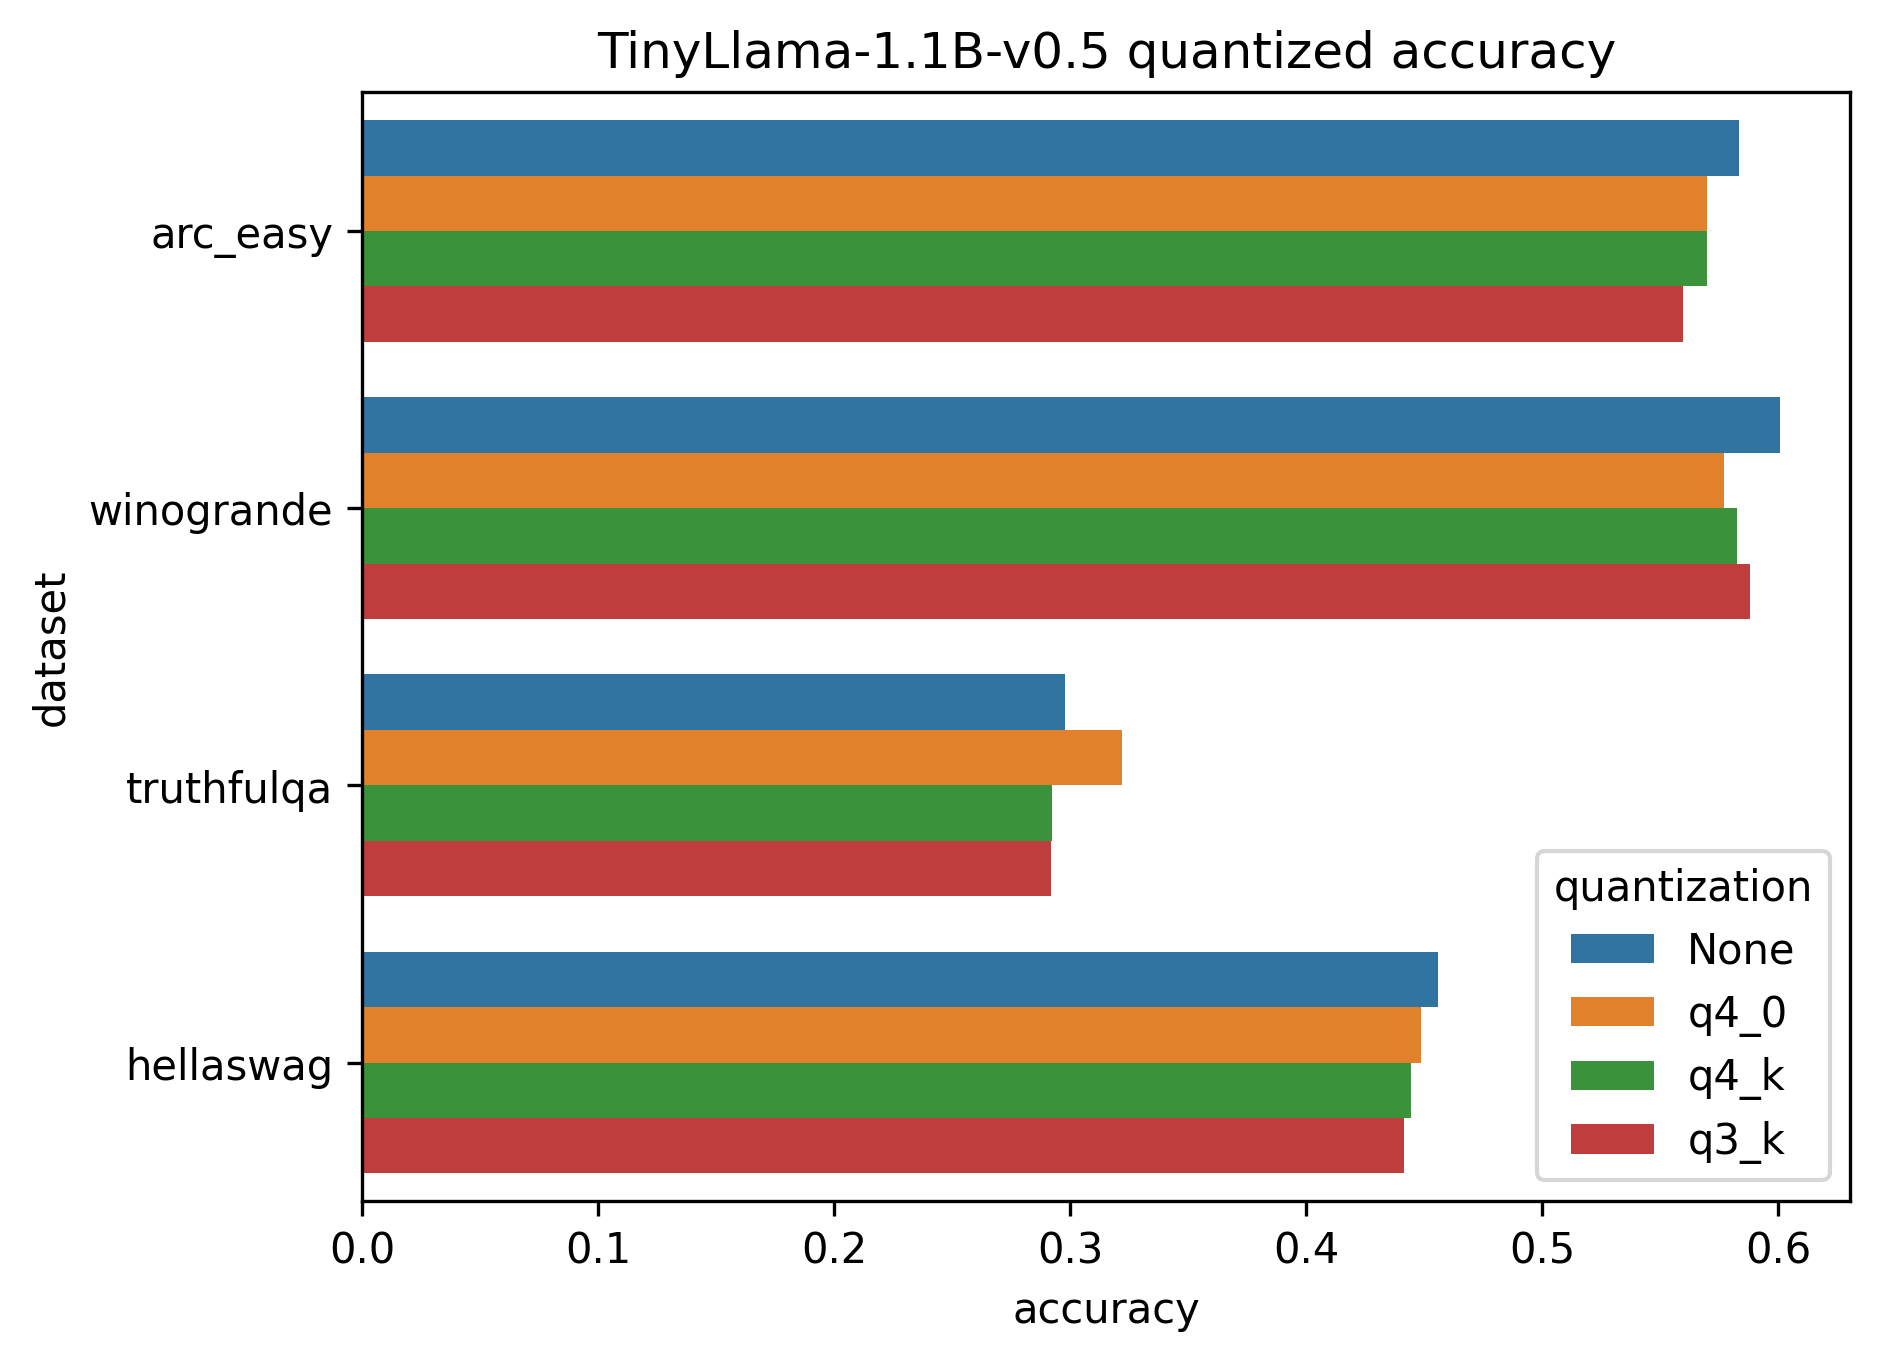 TinyLlama-1.1B-v0.5 quantized accuracy
arc_easy
winogrande
truthfulqa
hellaswag
dataset
quantization
None
q4_0
q4_k
q3_k
0.0 0.1 0.2 0.3 0.4 0.5 0.6
accuracy